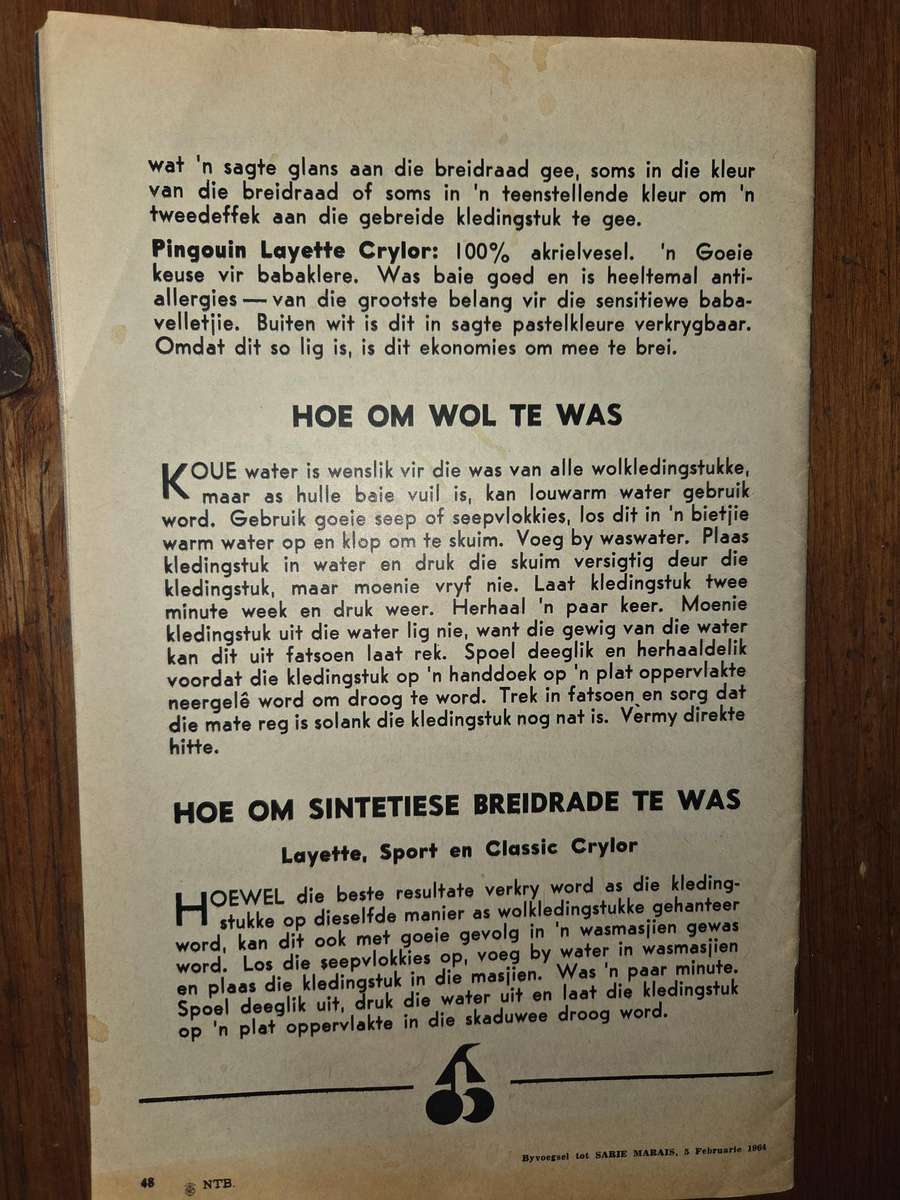 wat 'n sagte glans aan die breidraad gee, soms in die kleur
van die breidraad of soms in 'n teenstellende kleur om 'n
tweedeffek aan die gebreide kledingstuk te gee.
Pingouin Layette Crylor: 100% akrielvesel. 'n Goeie
keuse vir babaklere. Was baie goed en is heeltemal anti-
allergies — van die grootste belang vir die sensitiewe baba-
velletjie. Buiten wit is dit in sagte pastelkleure verkrygbaar.
Omdat dit so lig is, is dit ekonomies om mee te brei.
HOE OM WOL TE WAS
KOUE water is wenslik vir die was van alle wolkledingstukke,
maar as hulle baie vuil is, kan louwarm water gebruik
word. Gebruik goeie seep of seepvlokkies, los dit in 'n bietjie
warm water op en klop om te skuim. Voeg by waswater. Plaas
kledingstuk in water en druk die skuim versigtig deur die
kledingstuk, maar moenie vryf nie. Laat kledingstuk twee
minute week en druk weer. Herhaal 'n paar keer. Moenie
kledingstuk uit die water lig nie, want die gewig van die water
kan dit uit fatsoen laat rek. Spoel deeglik en herhaaldelik
voordat die kledingstuk op 'n handdoek op 'n plat oppervlakte
neergelê word om droog te word. Trek in fatsoen en sorg dat
die mate reg is solank die kledingstuk nog nat is. Vermy direkte
hitte.
HOE OM SINTETIESE BREIDRADE TE WAS
Layette, Sport en Classic Crylor
HOEWEL die beste resultate verkry word as die kleding-
stukke op dieselfde manier as wolkledingstukke gehanteer
word, kan dit ook met goeie gevolg in 'n wasmasjien gewas
word. Los die seepvlokkies op, voeg by water in wasmasjien
en plaas die kledingstuk in die masjien. Was 'n paar minute.
Spoel deeglik uit, druk die water uit en laat die kledingstuk
op 'n plat oppervlakte in die skaduwee droog word.
Byvoegsel tot SARIE MARAIS, 5 Februarie 1964
48 NTB.